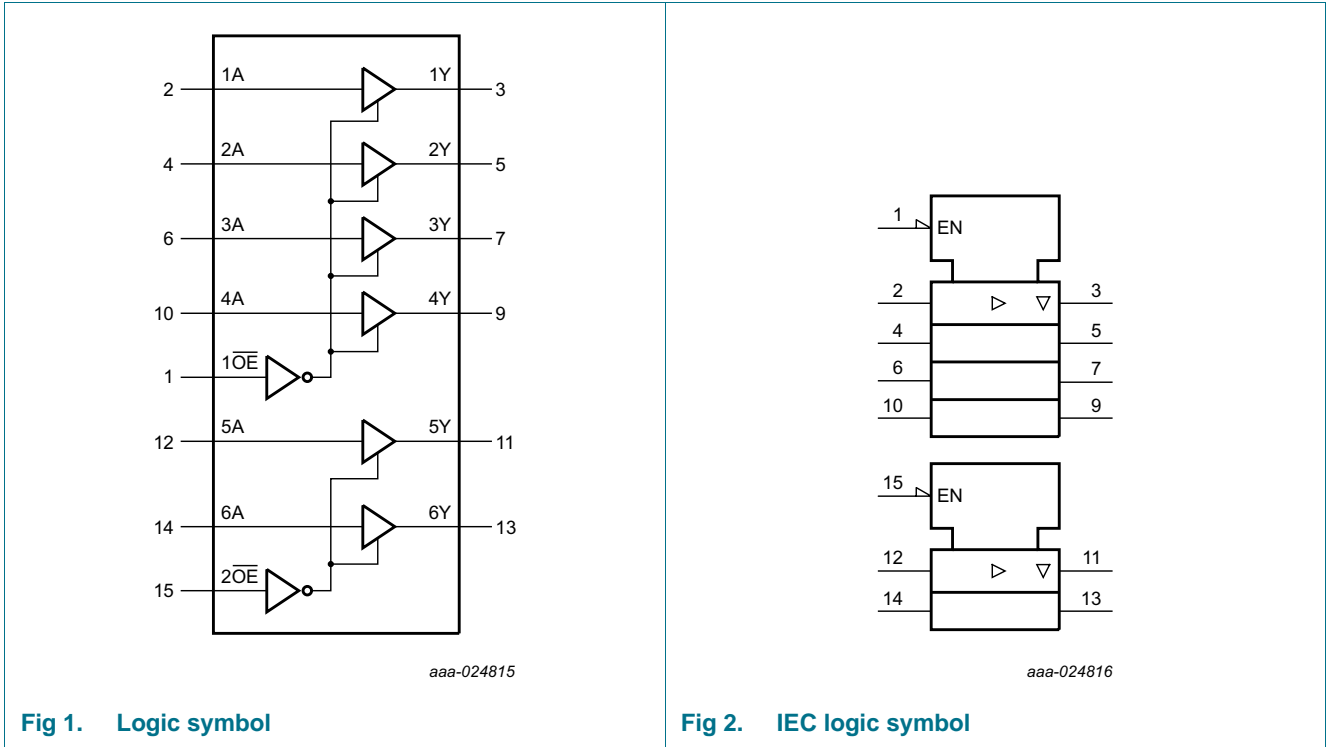 1A 1Y
2 3
2A 2Y
4 5
3A 3Y
6 7
4A 4Y
10 9
1O̅E̅
1
5A 5Y
12 11
6A 6Y
14 13
2O̅E̅
15
aaa-024815
Fig 1. Logic symbol
1
EN
2 3
4 5
6 7
10 9
15
EN
12 11
14 13
aaa-024816
Fig 2. IEC logic symbol